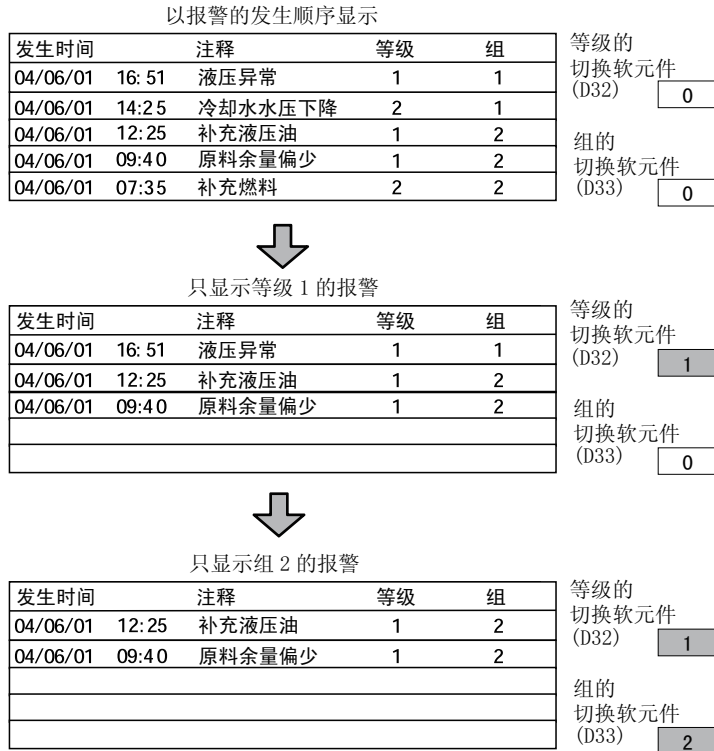 以报警的发生顺序显示
发生时间 注释 等级 组
04/06/01 16:51 液压异常 1 1
04/06/01 14:25 冷却水水压下降 2 1
04/06/01 12:25 补充液压油 1 2
04/06/01 09:40 原料余量偏少 1 2
04/06/01 07:35 补充燃料 2 2
等级的
切换软元件
(D32) 0
组的
切换软元件
(D33) 0
只显示等级 1 的报警
发生时间 注释 等级 组
04/06/01 16:51 液压异常 1 1
04/06/01 12:25 补充液压油 1 2
04/06/01 09:40 原料余量偏少 1 2
等级的
切换软元件
(D32) 1
组的
切换软元件
(D33) 0
只显示组 2 的报警
发生时间 注释 等级 组
04/06/01 12:25 补充液压油 1 2
04/06/01 09:40 原料余量偏少 1 2
等级的
切换软元件
(D32) 1
组的
切换软元件
(D33) 2